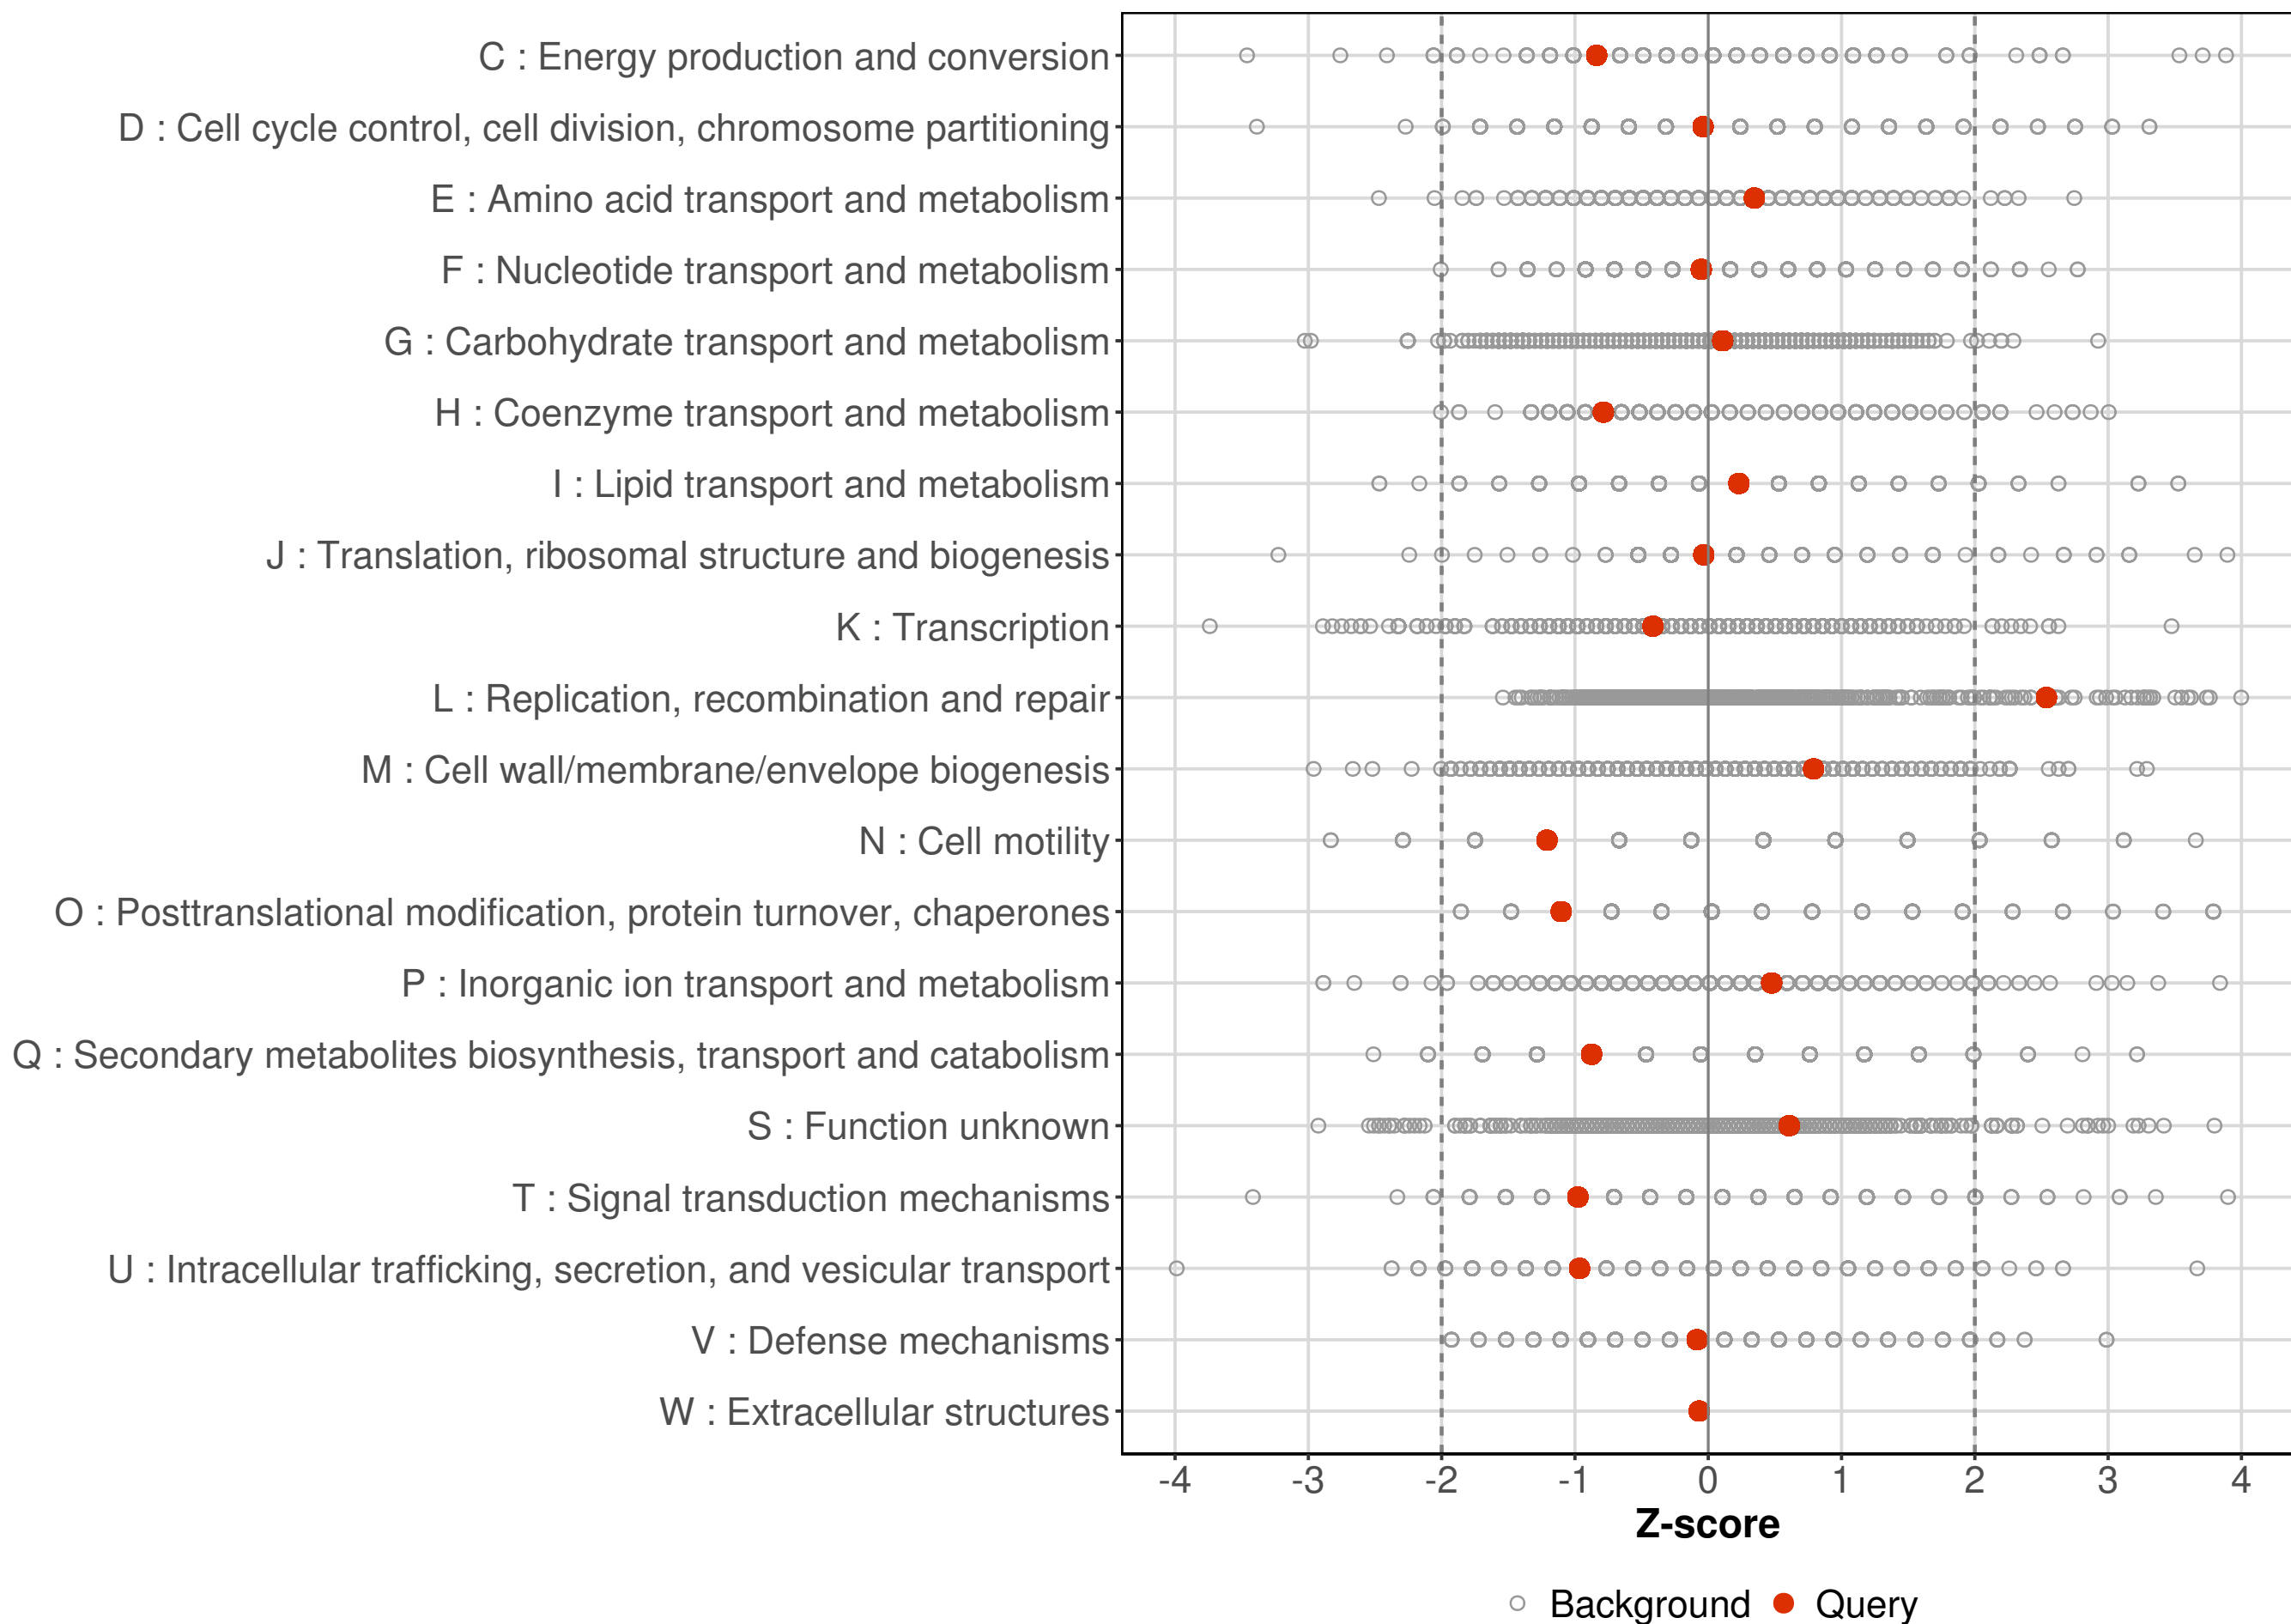 C : Energy production and conversion
D : Cell cycle control, cell division, chromosome partitioning
E : Amino acid transport and metabolism
F : Nucleotide transport and metabolism
G : Carbohydrate transport and metabolism
H : Coenzyme transport and metabolism
I : Lipid transport and metabolism
J : Translation, ribosomal structure and biogenesis
K : Transcription
L : Replication, recombination and repair
M : Cell wall/membrane/envelope biogenesis
N : Cell motility
O : Posttranslational modification, protein turnover, chaperones
P : Inorganic ion transport and metabolism
Q : Secondary metabolites biosynthesis, transport and catabolism
S : Function unknown
T : Signal transduction mechanisms
U : Intracellular trafficking, secretion, and vesicular transport
V : Defense mechanisms
W : Extracellular structures
-4 -3 -2 -1 0 1 2 3 4
Z-score
Background Query